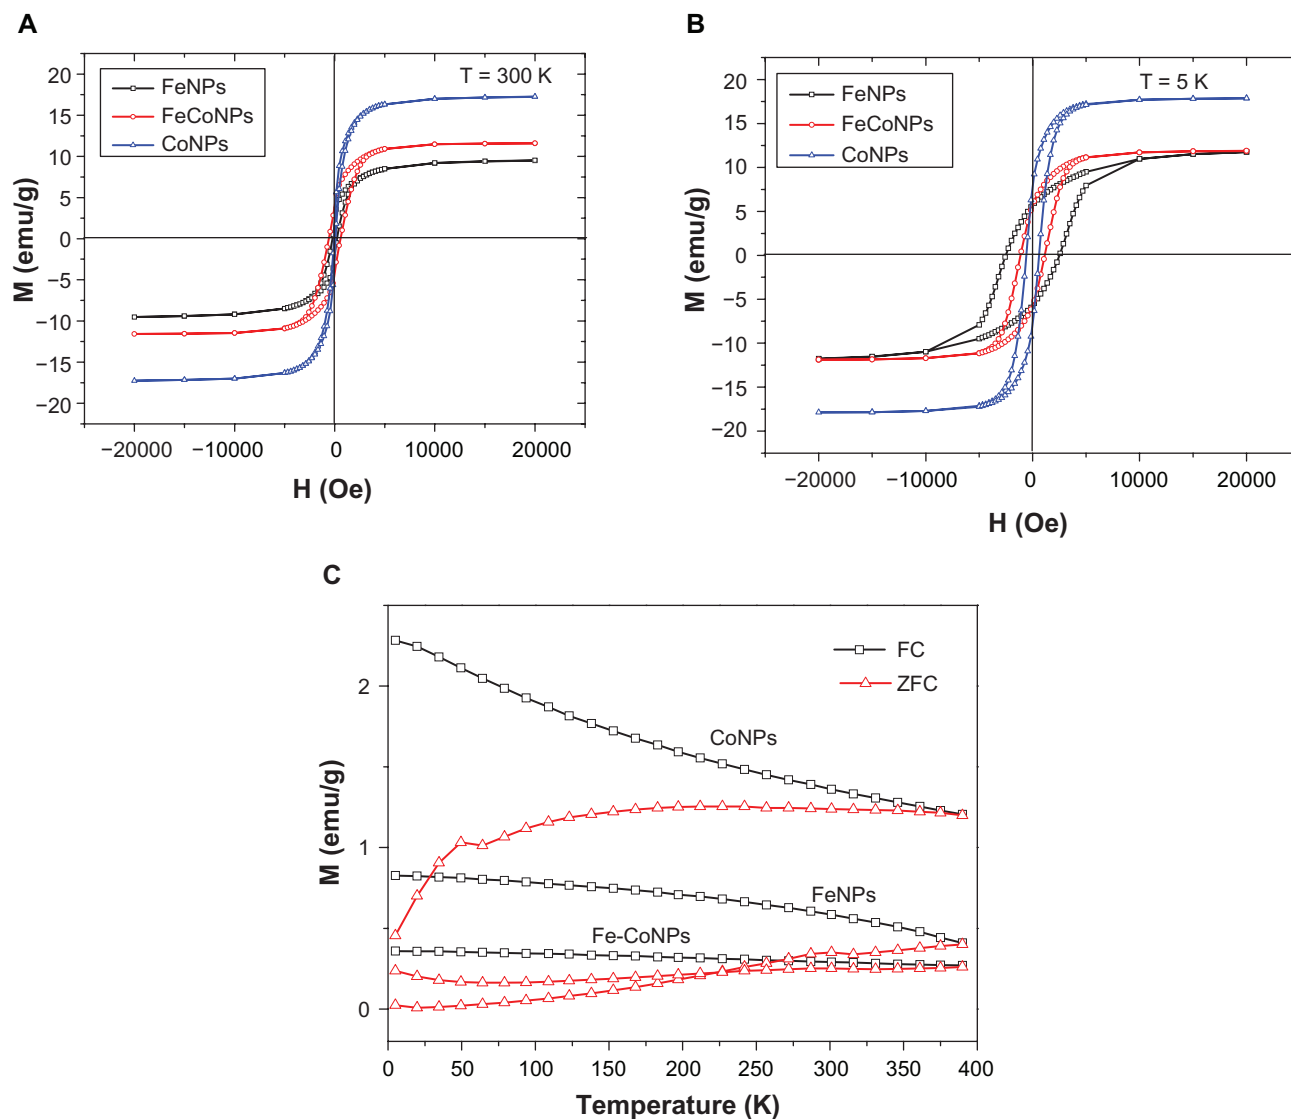 A
T = 300 K
FeNPs
FeCoNPs
CoNPs
20
15
10
5
0
−5
−10
−15
−20
M (emu/g)
−20000 −10000 0 10000 20000
H (Oe)
B
T = 5 K
FeNPs
FeCoNPs
CoNPs
20
15
10
5
0
−5
−10
−15
−20
M (emu/g)
−20000 −10000 0 10000 20000
H (Oe)
C
FC
ZFC
CoNPs
FeNPs
Fe-CoNPs
2
1
0
M (emu/g)
0 50 100 150 200 250 300 350 400
Temperature (K)